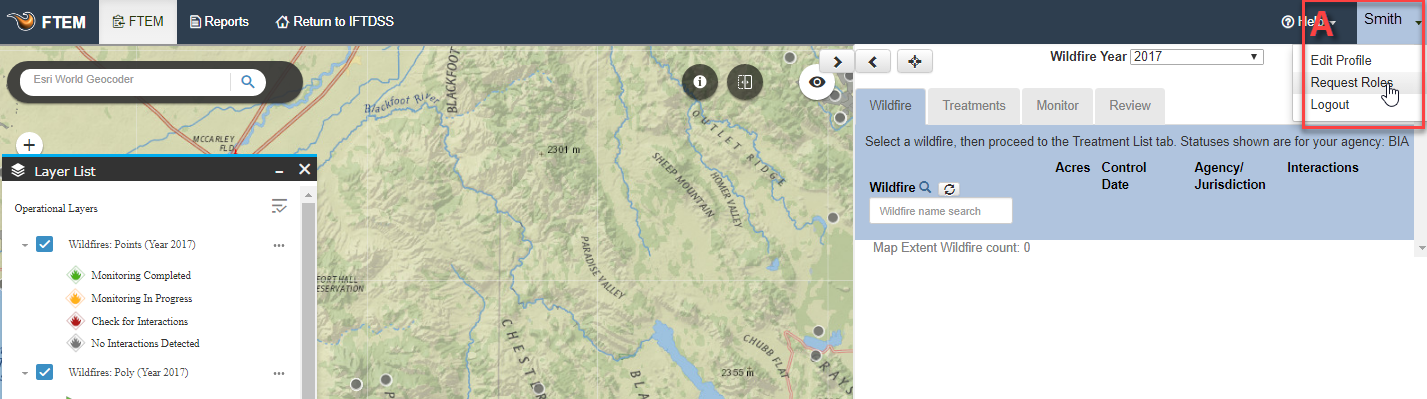 FTEM
FTEM
Reports
Return to IFTDSS
Help
A
Smith
Edit Profile
Request Roles
Logout
Esri World Geocoder
Wildfire Year 2017
Wildfire
Treatments
Monitor
Review
Select a wildfire, then proceed to the Treatment List tab. Statuses shown are for your agency: BIA
Wildfire
Acres
Control Date
Agency/ Jurisdiction
Interactions
Wildfire name search
Map Extent Wildfire count: 0
Layer List
Operational Layers
Wildfires: Points (Year 2017)
Monitoring Completed
Monitoring In Progress
Check for Interactions
No Interactions Detected
Wildfires: Poly (Year 2017)
BLACKFOOT
Blackfoot River
MCCARLEY
FLD
2301 m
OUTLET RIDGE
SHEEP MOUNTAIN
HOMER VALLEY
PARADISE VALLEY
FORT HALL
RESERVATION
CHESTE
BLA
2355 m
CHUBB FLAT
GRAYS